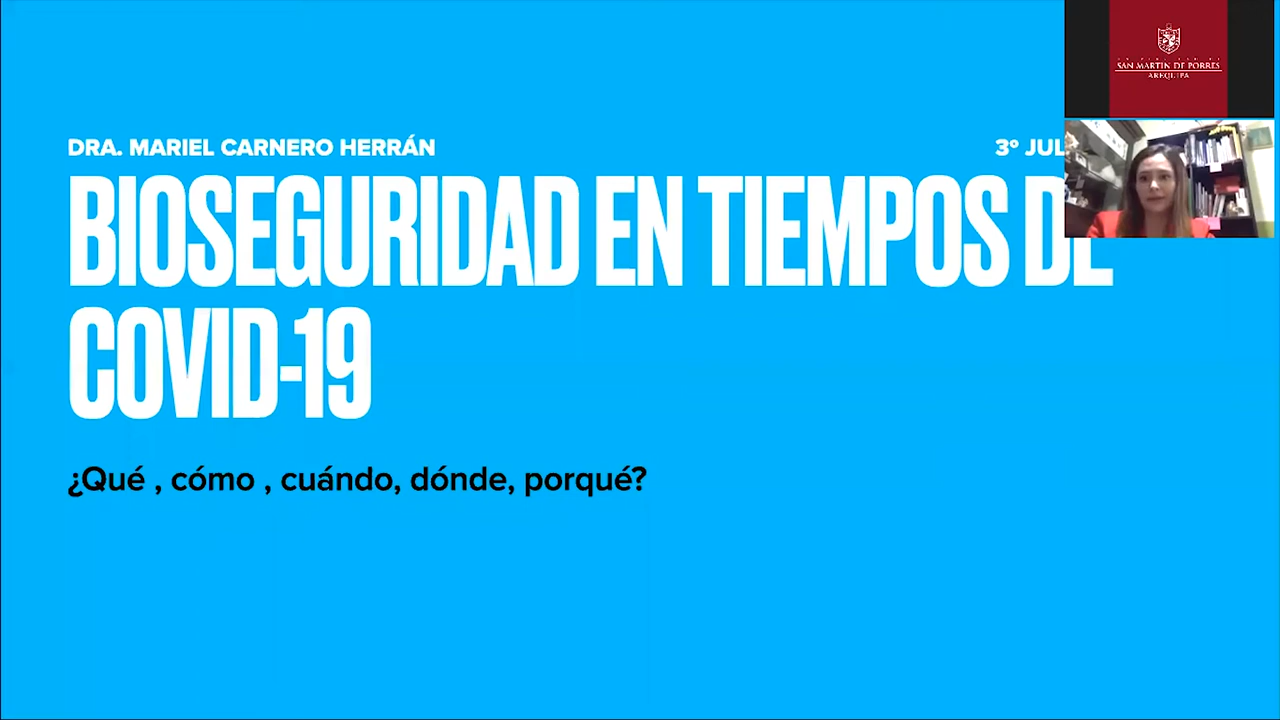 SAN MARTIN DE PORRES
AREQUIPA
DRA. MARIEL CARNERO HERRÁN
3º JUL
BIOSEGURIDAD EN TIEMPOS DE
COVID-19
¿Qué , cómo , cuándo, dónde, porqué?